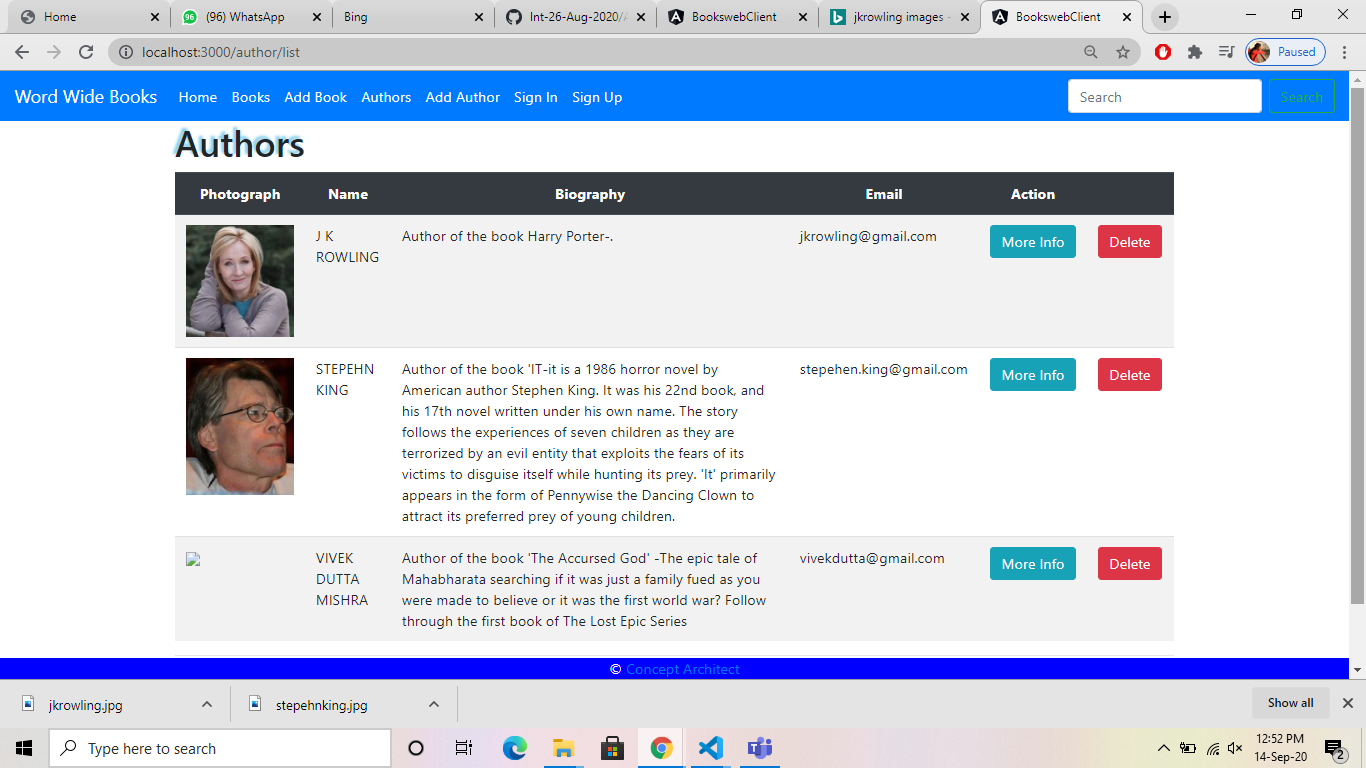 Home
(96) WhatsApp
Bing
Int-26-Aug-2020/
BookswebClient
jkrowling images -
BookswebClient
localhost:3000/author/list
Paused
Word Wide Books Home Books Add Book Authors Add Author Sign In Sign Up Search Search
Authors
Photograph Name Biography Email Action
J K Author of the book Harry Porter-. jkrowling@gmail.com More Info Delete
ROWLING
STEPEHN Author of the book 'IT-it is a 1986 horror novel by stepehen.king@gmail.com More Info Delete
KING American author Stephen King. It was his 22nd book, and
his 17th novel written under his own name. The story
follows the experiences of seven children as they are
terrorized by an evil entity that exploits the fears of its
victims to disguise itself while hunting its prey. 'It' primarily
appears in the form of Pennywise the Dancing Clown to
attract its preferred prey of young children.
VIVEK Author of the book 'The Accursed God' -The epic tale of vivekdutta@gmail.com More Info Delete
DUTTA Mahabharata searching if it was just a family fued as you
MISHRA were made to believe or it was the first world war? Follow
through the first book of The Lost Epic Series
© Concept Architect
jkrowling.jpg stepehnking.jpg Show all
Type here to search
12:52 PM
14-Sep-20
2